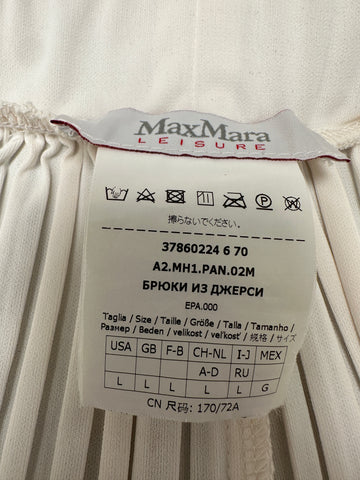 MaxMara
LEISURE
擦らないでください。
37860224 6 70
A2.MH1.PAN.02M
БРЮКИ ИЗ ДЖЕРСИ
EPA.000
Taglia / Size / Taille / Größe / Talla / Tamanho /
Размер / Beden / velikost / veľkosť / 规格 / サイズ
USA GB F-B CH-NL I-J MEX
A-D RU
L L L L L G
CN 尺码: 170/72A